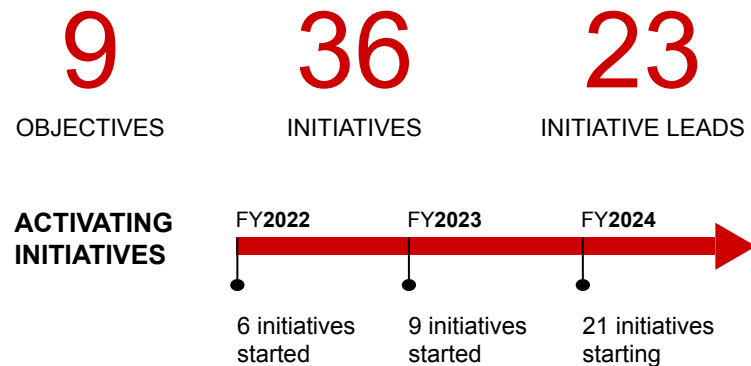 9
36
23
OBJECTIVES
INITIATIVES
INITIATIVE LEADS
ACTIVATING
INITIATIVES
FY2022
FY2023
FY2024
6 initiatives
started
9 initiatives
started
21 initiatives
starting